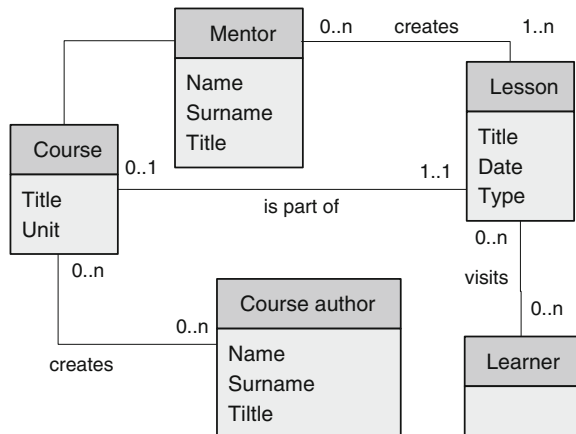 Mentor
Name
Surname
Title
0..n
creates
1..n
Lesson
Title
Date
Type
Course
Title
Unit
0..1
1..1
is part of
0..n
0..n
creates
Course author
Name
Surname
Tiltle
0..n
visits
0..n
Learner